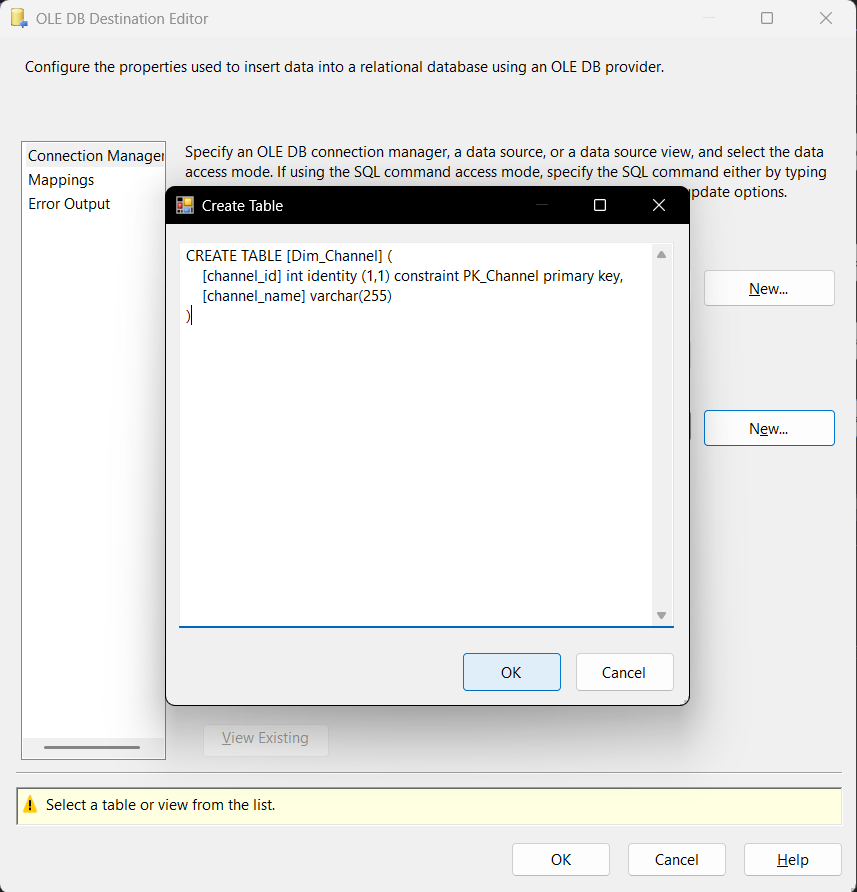 OLE DB Destination Editor
Configure the properties used to insert data into a relational database using an OLE DB provider.
Connection Manager
Mappings
Error Output
Specify an OLE DB connection manager, a data source, or a data source view, and select the data
access mode. If using the SQL command access mode, specify the SQL command either by typing
update options.
New...
New...
Create Table
CREATE TABLE [Dim_Channel] (
[channel_id] int identity (1,1) constraint PK_Channel primary key,
[channel_name] varchar(255)
)
OK
Cancel
View Existing
Select a table or view from the list.
OK
Cancel
Help